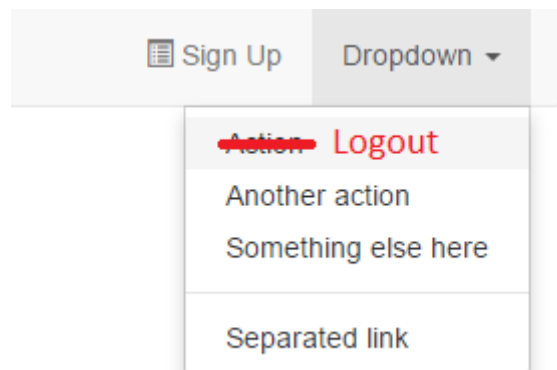 Sign Up Dropdown
Action Logout
Another action
Something else here
Separated link